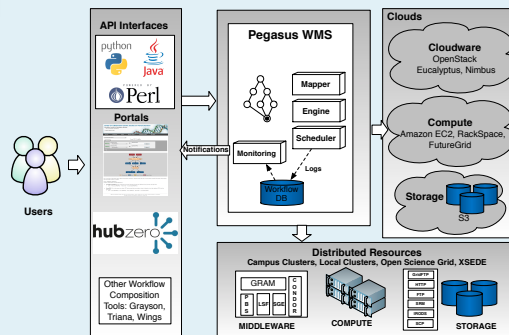 API Interfaces
python
Java
POWERED BY
Perl
Portals
hubzero
Other Workflow
Composition
Tools: Grayson,
Triana, Wings
Users
Pegasus WMS
Mapper
Engine
Scheduler
Monitoring
Notifications
Logs
Workflow
DB
Clouds
Cloudware
OpenStack
Eucalyptus, Nimbus
Compute
Amazon EC2, RackSpace,
FutureGrid
Storage
S3
Distributed Resources
Campus Clusters, Local Clusters, Open Science Grid, XSEDE
GRAM
PBS
LSF
SGE
CONDOR
MIDDLEWARE
COMPUTE
GridFTP
HTTP
FTP
SRM
IRODS
SCP
STORAGE